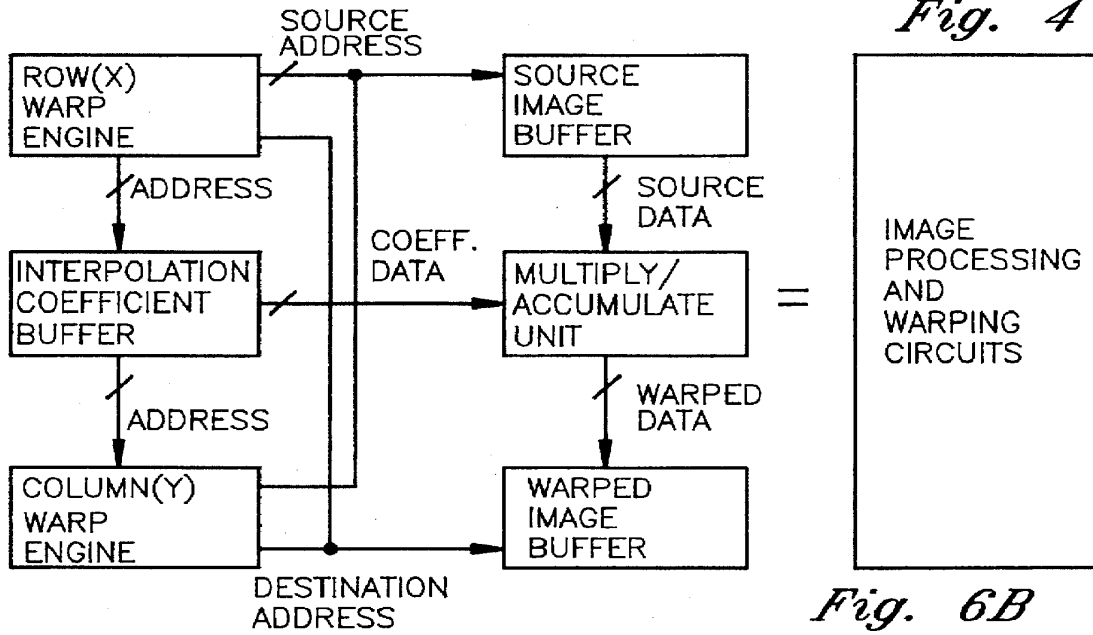 SOURCE
ADDRESS
Fig. 4
ROW(X)
WARP
ENGINE
SOURCE
IMAGE
BUFFER
ADDRESS
SOURCE
DATA
INTERPOLATION
COEFFICIENT
BUFFER
COEFF.
DATA
MULTIPLY/
ACCUMULATE
UNIT
=
IMAGE
PROCESSING
AND
WARPING
CIRCUITS
ADDRESS
WARPED
DATA
COLUMN(Y)
WARP
ENGINE
WARPED
IMAGE
BUFFER
DESTINATION
ADDRESS
Fig. 6B